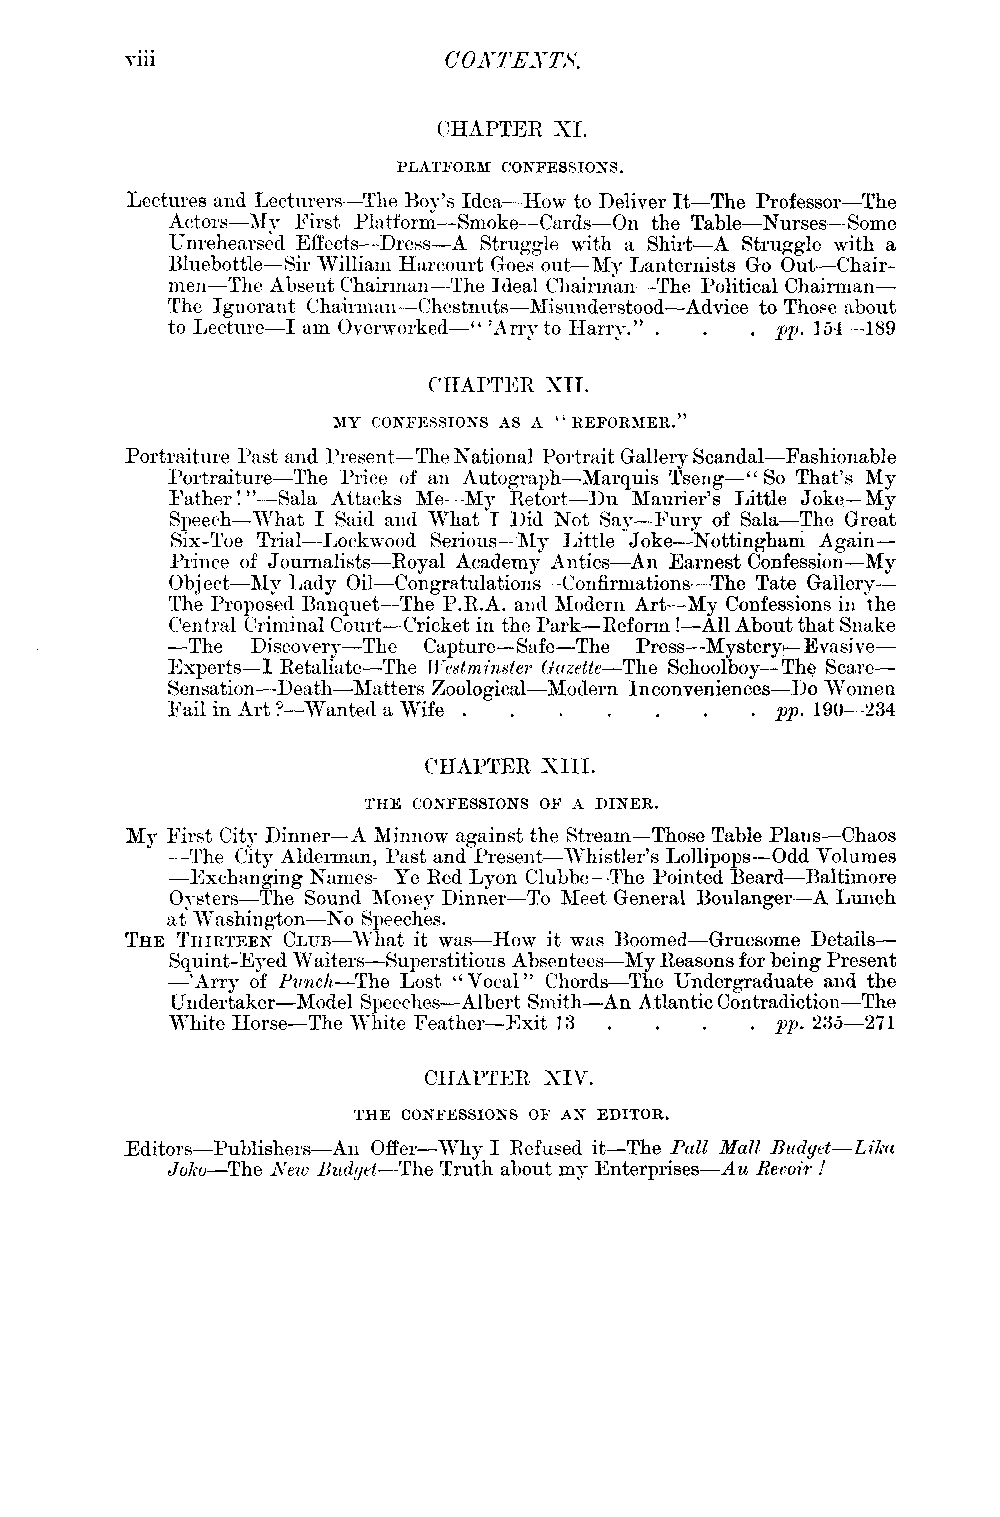 viii CONTENTS.
CHAPTER XI.
PLATFORM CONFESSIONS.
Lectures and Lecturers—The Boy's Idea—How to Deliver It—The Professor—The
Actors—My First Platform—Smoke—Cards—On the Table—Nurses—Some
Unrehearsed Effects—Dress—A Struggle with a Shirt—A Struggle with a
Bluebottle—Sir William Harcourt Goes out—My Lanternists Go Out—Chair-
men—The Absent Chairman—The Ideal Chairman—The Political Chairman—
The Ignorant Chairman—Chestnuts—Misunderstood—Advice to Those about
to Lecture—I am Overworked—" 'Arry to Harry." . . . pp. 154—189
CHAPTER XII.
MY CONFESSIONS AS A "REFORMER."
Portraiture Past and Present—The National Portrait Gallery Scandal—Fashionable
Portraiture—The Price of an Autograph—Marquis Tseng—"So That's My
Father!"—Sala Attacks Me—My Retort—Du Maurier's Little Joke—My
Speech—What I Said and What I Did Not Say—Fury of Sala—The Great
Six-Toe Trial—Lockwood Serious—My Little Joke—Nottingham Again—
Prince of Journalists—Royal Academy Antics—An Earnest Confession—My
Object—My Lady Oil—Congratulations—Confirmations—The Tate Gallery—
The Proposed Banquet—The P.R.A. and Modern Art—My Confessions in the
Central Criminal Court—Cricket in the Park—Reform!—All About that Snake
—The Discovery—The Capture—Safe—The Press—Mystery—Evasive—
Experts—I Retaliate—The Westminster Gazette—The Schoolboy—The Scare—
Sensation—Death—Matters Zoological—Modern Inconveniences—Do Women
Fail in Art?—Wanted a Wife . . . . . . . pp. 190—234
CHAPTER XIII.
THE CONFESSIONS OF A DINER.
My First City Dinner—A Minnow against the Stream—Those Table Plans—Chaos
—The City Alderman, Past and Present—Whistler's Lollipops—Odd Volumes
—Exchanging Names—Ye Red Lyon Clubbe—The Pointed Beard—Baltimore
Oysters—The Sound Money Dinner—To Meet General Boulanger—A Lunch
at Washington—No Speeches.
THE THIRTEEN CLUB—What it was—How it was Boomed—Gruesome Details—
Squint-Eyed Waiters—Superstitious Absentees—My Reasons for being Present
—'Arry of Punch—The Lost "Vocal" Chords—The Undergraduate and the
Undertaker—Model Speeches—Albert Smith—An Atlantic Contradiction—The
White Horse—The White Feather—Exit 13 . . . . pp. 235—271
CHAPTER XIV.
THE CONFESSIONS OF AN EDITOR.
Editors—Publishers—An Offer—Why I Refused it—The Pall Mall Budget—Lika
Joko—The New Budget—The Truth about my Enterprises—Au Revoir!